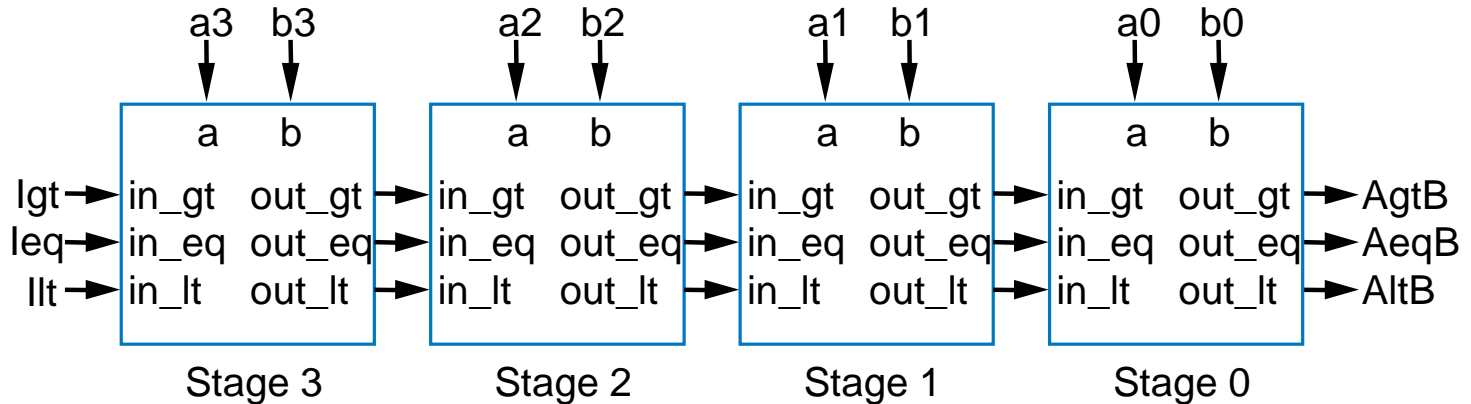 a3 b3 a2 b2 a1 b1 a0 b0
a b a b a b a b
Igt in_gt out_gt in_gt out_gt in_gt out_gt in_gt out_gt AgtB
Ieq in_eq out_eq in_eq out_eq in_eq out_eq in_eq out_eq AeqB
Ilt in_lt out_lt in_lt out_lt in_lt out_lt in_lt out_lt AltB
Stage 3 Stage 2 Stage 1 Stage 0